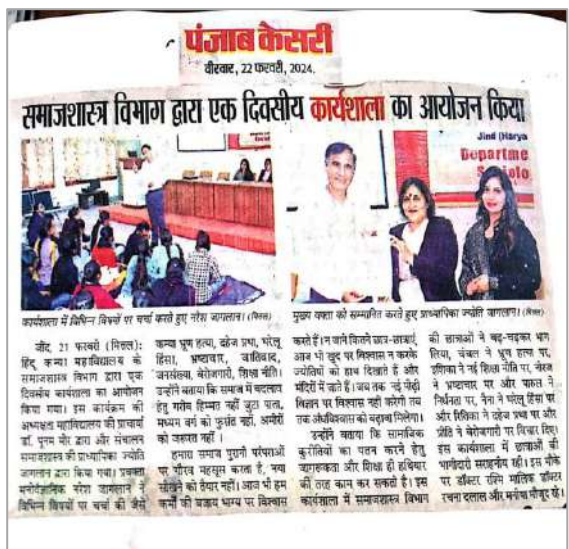 पंजाब केसरी
वीरवार, 22 फरवरी, 2024.
समाजशास्त्र विभाग द्वारा एक दिवसीय कार्यशाला का आयोजन किया
Jind (Harya
Departme
Sociolo
कार्यशाला में विभिन्न विषयों पर चर्चा करते हुए नरेश जागलान। (मित्तल)
मुख्य वक्ता को सम्मानित करते हुए प्राध्यापिका ज्योति जागलान। (मित्तल)
जींद, 21 फरवरी (मित्तल):
हिंदू कन्या महाविद्यालय के
समाजशास्त्र विभाग द्वारा एक
दिवसीय कार्यशाला का आयोजन
किया गया। इस कार्यक्रम की
अध्यक्षता महाविद्यालय की प्राचार्या
डॉ. पूनम मोर द्वारा और संचालन
समाजशास्त्र की प्राध्यापिका ज्योति
जागलान द्वारा किया गया। प्रवक्ता
मनोवैज्ञानिक नरेश जागलान ने
विभिन्न विषयों पर चर्चा की जैसे
कन्या भ्रूण हत्या, दहेज प्रथा, घरेलू
हिंसा, भ्रष्टाचार, जातिवाद,
जनसंख्या, बेरोजगारी, शिक्षा नीति।
उन्होंने बताया कि समाज में बदलाव
हेतु गरीब हिम्मत नहीं जुटा पाता,
मध्यम वर्ग को फुर्सत नहीं, अमीरों
को जरूरत नहीं।
हमारा समाज पुरानी परंपराओं
पर गौरव महसूस करता है, नया
सीखने को तैयार नहीं। आज भी हम
कर्मों की बजाय भाग्य पर विश्वास
करते हैं। न जाने कितने छात्र-छात्राएं
आज भी खुद पर विश्वास न करके
ज्योतिषी को हाथ दिखाते हैं और
मंदिरों में जाते हैं। जब तक नई पीढ़ी
विज्ञान पर विश्वास नहीं करेगी तब
तक अंधविश्वास को बढ़ावा मिलेगा।
उन्होंने बताया कि सामाजिक
कुरीतियों का पतन करने हेतु
जागरूकता और शिक्षा ही हथियार
की तरह काम कर सकती है। इस
कार्यशाला में समाजशास्त्र विभाग
की छात्राओं ने बढ़-चढ़कर भाग
लिया, चंचल ने भ्रूण हत्या पर,
इशिका ने नई शिक्षा नीति पर, नीरज
ने भ्रष्टाचार पर और पायल ने
निर्धनता पर, नैना ने घरेलू हिंसा पर
और रितिका ने दहेज प्रथा पर और
प्रीति ने बेरोजगारी पर विचार दिए।
इस कार्यशाला में छात्राओं की
भागीदारी सराहनीय रही। इस मौके
पर डॉक्टर रश्मि मालिक डॉक्टर
रचना दलाल और मनीषा मौजूद रहे।